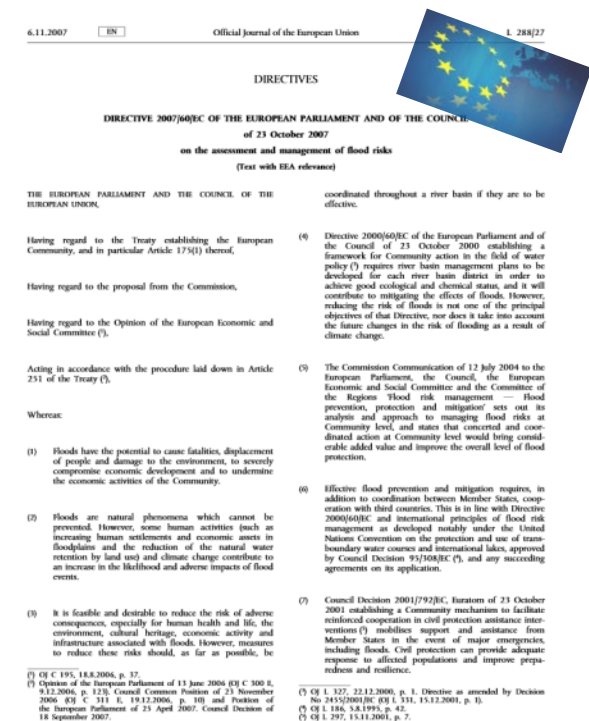 6.11.2007
EN
Official Journal of the European Union
L 288/27
DIRECTIVES
DIRECTIVE 2007/60/EC OF THE EUROPEAN PARLIAMENT AND OF THE COUNCIL
of 23 October 2007
on the assessment and management of flood risks
(Text with EEA relevance)
THE EUROPEAN PARLIAMENT AND THE COUNCIL OF THE
EUROPEAN UNION,
Having regard to the Treaty establishing the European
Community, and in particular Article 175(1) thereof,
Having regard to the proposal from the Commission,
Having regard to the Opinion of the European Economic and
Social Committee (¹),
Acting in accordance with the procedure laid down in Article
251 of the Treaty (²),
Whereas:
(1) Floods have the potential to cause fatalities, displacement
of people and damage to the environment, to severely
compromise economic development and to undermine
the economic activities of the Community.
(2) Floods are natural phenomena which cannot be
prevented. However, some human activities (such as
increasing human settlements and economic assets in
floodplains and the reduction of the natural water
retention by land use) and climate change contribute to
an increase in the likelihood and adverse impacts of flood
events.
(3) It is feasible and desirable to reduce the risk of adverse
consequences, especially for human health and life, the
environment, cultural heritage, economic activity and
infrastructure associated with floods. However, measures
to reduce these risks should, as far as possible, be
(¹) OJ C 195, 18.8.2006, p. 37.
(²) Opinion of the European Parliament of 13 June 2006 (OJ C 300 E,
9.12.2006, p. 123). Council Common Position of 23 November
2006 (OJ C 311 E, 19.12.2006, p. 10) and Position of
the European Parliament of 25 April 2007. Council Decision of
18 September 2007.
coordinated throughout a river basin if they are to be
effective.
(4) Directive 2000/60/EC of the European Parliament and of
the Council of 23 October 2000 establishing a
framework for Community action in the field of water
policy (³) requires river basin management plans to be
developed for each river basin district in order to
achieve good ecological and chemical status, and it will
contribute to mitigating the effects of floods. However,
reducing the risk of floods is not one of the principal
objectives of that Directive, nor does it take into account
the future changes in the risk of flooding as a result of
climate change.
(5) The Commission Communication of 12 July 2004 to the
European Parliament, the Council, the European
Economic and Social Committee and the Committee of
the Regions 'Flood risk management — Flood
prevention, protection and mitigation' sets out its
analysis and approach to managing flood risks at
Community level, and states that concerted and coor-
dinated action at Community level would bring consid-
erable added value and improve the overall level of flood
protection.
(6) Effective flood prevention and mitigation requires, in
addition to coordination between Member States, coop-
eration with third countries. This is in line with Directive
2000/60/EC and international principles of flood risk
management as developed notably under the United
Nations Convention on the protection and use of trans-
boundary water courses and international lakes, approved
by Council Decision 95/308/EC (⁴), and any succeeding
agreements on its application.
(7) Council Decision 2001/792/EC, Euratom of 23 October
2001 establishing a Community mechanism to facilitate
reinforced cooperation in civil protection assistance inter-
ventions (⁵) mobilises support and assistance from
Member States in the event of major emergencies,
including floods. Civil protection can provide adequate
response to affected populations and improve prepa-
redness and resilience.
(³) OJ L 327, 22.12.2000, p. 1. Directive as amended by Decision
No 2455/2001/EC (OJ L 331, 15.12.2001, p. 1).
(⁴) OJ L 186, 5.8.1995, p. 42.
(⁵) OJ L 297, 15.11.2001, p. 7.